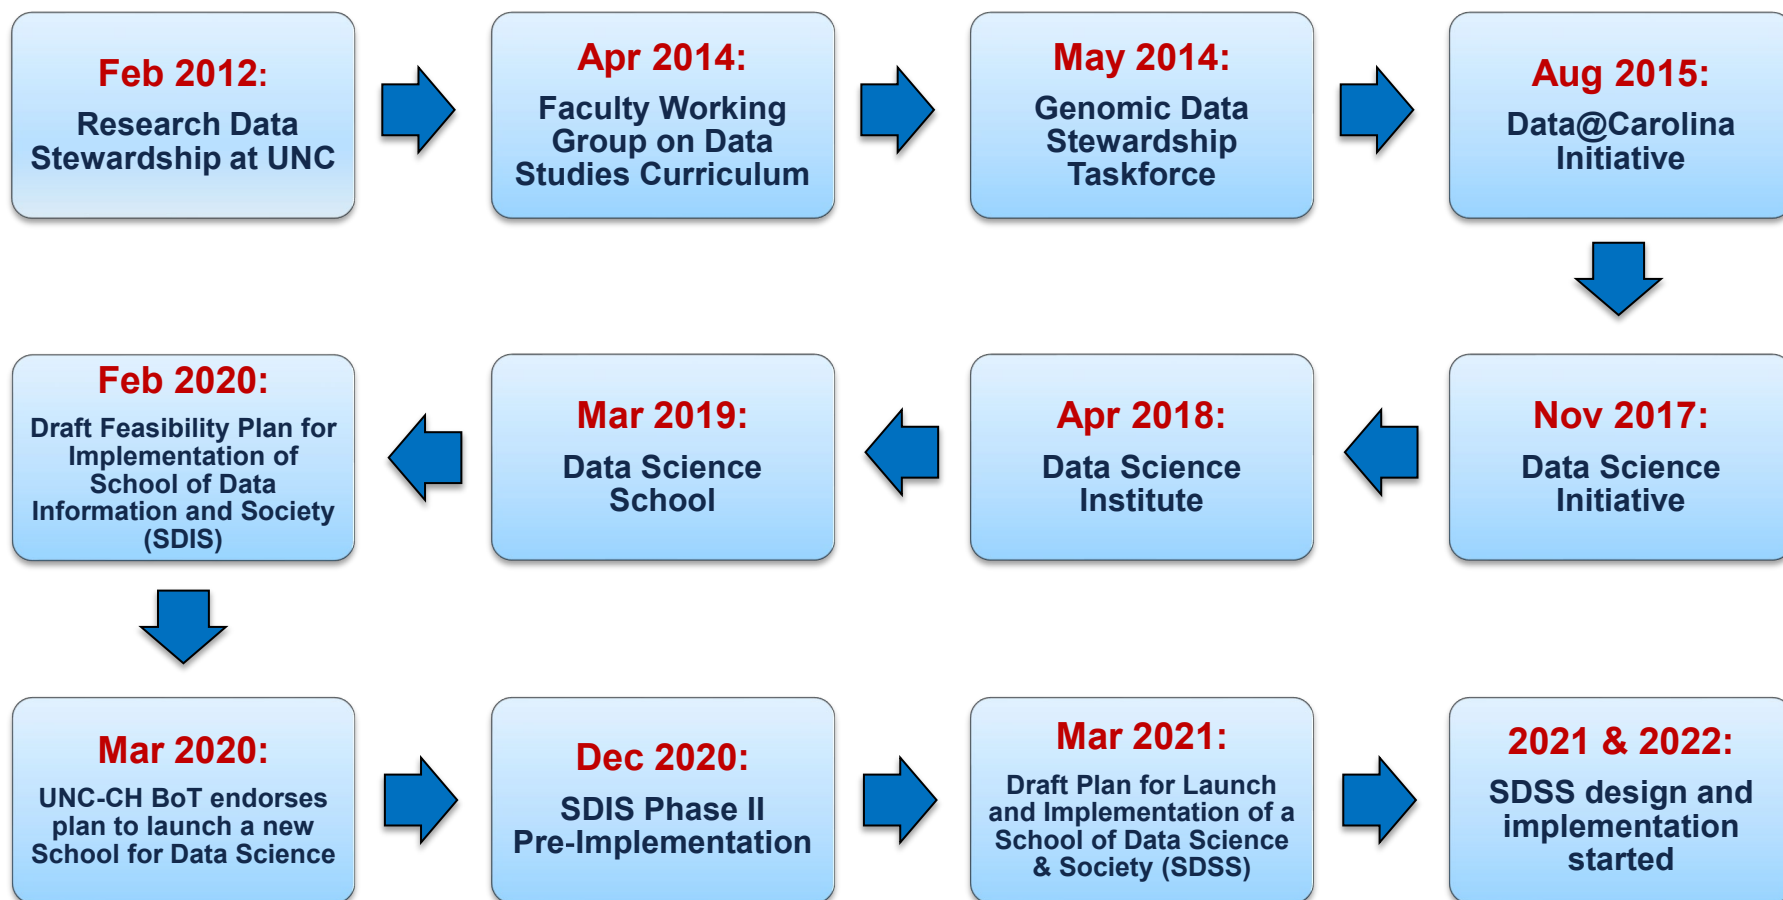 Feb 2012:
Research Data
Stewardship at UNC
Apr 2014:
Faculty Working
Group on Data
Studies Curriculum
May 2014:
Genomic Data
Stewardship
Taskforce
Aug 2015:
Data@Carolina
Initiative
Nov 2017:
Data Science
Initiative
Apr 2018:
Data Science
Institute
Mar 2019:
Data Science
School
Feb 2020:
Draft Feasibility Plan for
Implementation of
School of Data
Information and Society
(SDIS)
Mar 2020:
UNC-CH BoT endorses
plan to launch a new
School for Data Science
Dec 2020:
SDIS Phase II
Pre-Implementation
Mar 2021:
Draft Plan for Launch
and Implementation of a
School of Data Science
& Society (SDSS)
2021 & 2022:
SDSS design and
implementation
started